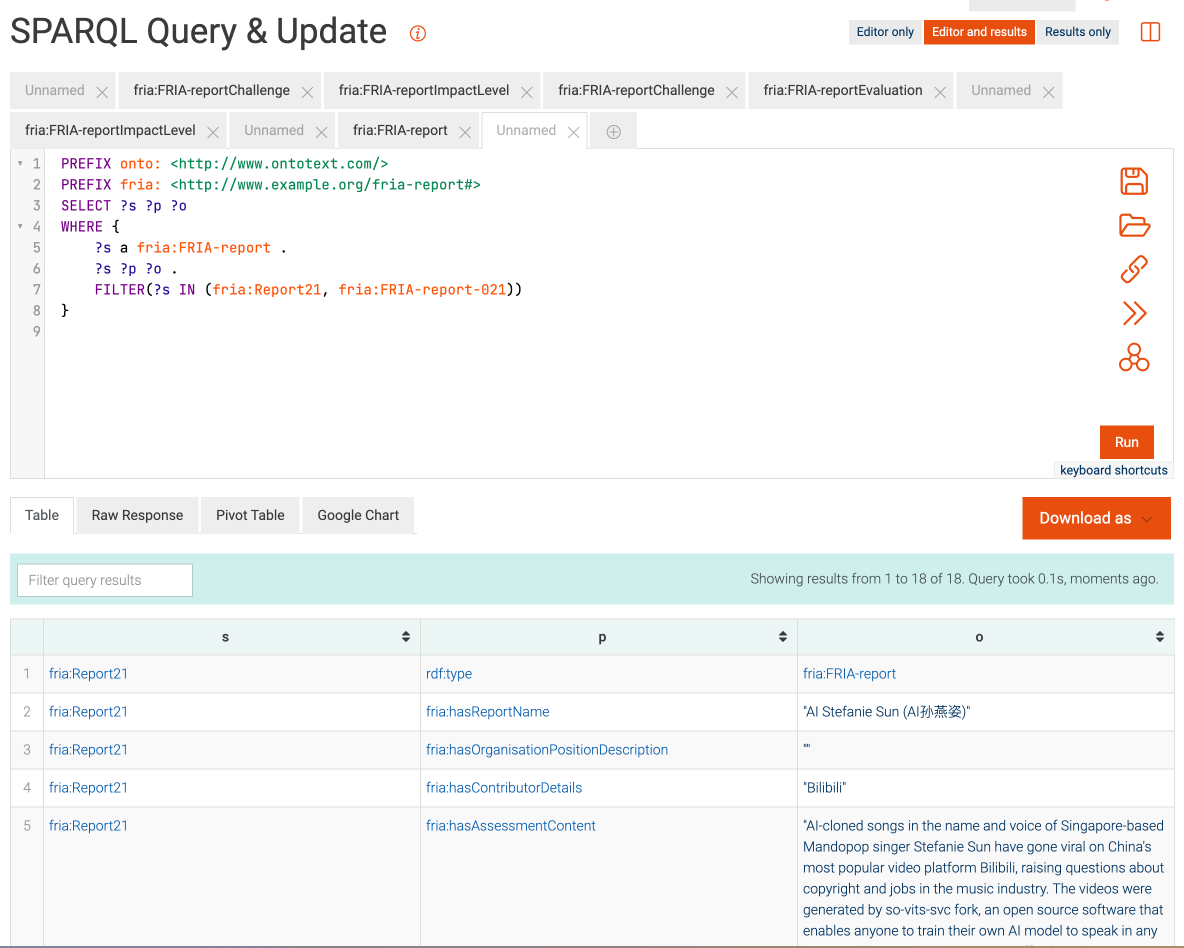 SPARQL Query & Update
Editor only
Editor and results
Results only
Unnamed
fria:FRIA-reportChallenge
fria:FRIA-reportImpactLevel
fria:FRIA-reportChallenge
fria:FRIA-reportEvaluation
Unnamed
fria:FRIA-reportImpactLevel
Unnamed
fria:FRIA-report
Unnamed
1 PREFIX onto: <http://www.ontotext.com/>
2 PREFIX fria: <http://www.example.org/fria-report#>
3 SELECT ?s ?p ?o
4 WHERE {
5 ?s a fria:FRIA-report .
6 ?s ?p ?o .
7 FILTER(?s IN (fria:Report21, fria:FRIA-report-021))
8 }
9
Run
keyboard shortcuts
Table
Raw Response
Pivot Table
Google Chart
Download as
Filter query results
Showing results from 1 to 18 of 18. Query took 0.1s, moments ago.
s p o
1 fria:Report21 rdf:type fria:FRIA-report
2 fria:Report21 fria:hasReportName "AI Stefanie Sun (AI孙燕姿)"
3 fria:Report21 fria:hasOrganisationPositionDescription ""
4 fria:Report21 fria:hasContributorDetails "Bilibili"
5 fria:Report21 fria:hasAssessmentContent "AI-cloned songs in the name and voice of Singapore-based
Mandopop singer Stefanie Sun have gone viral on China's
most popular video platform Bilibili, raising questions about
copyright and jobs in the music industry. The videos were
generated by so-vits-svc fork, an open source software that
enables anyone to train their own AI model to speak in any